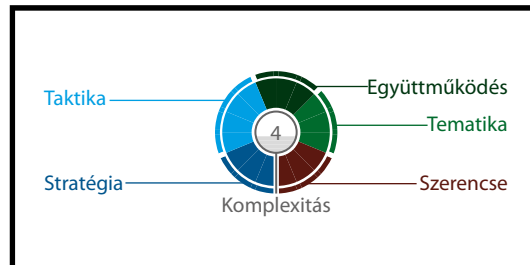 Együttműködés
Taktika
Tematika
4
Stratégia
Szerencse
Komplexitás